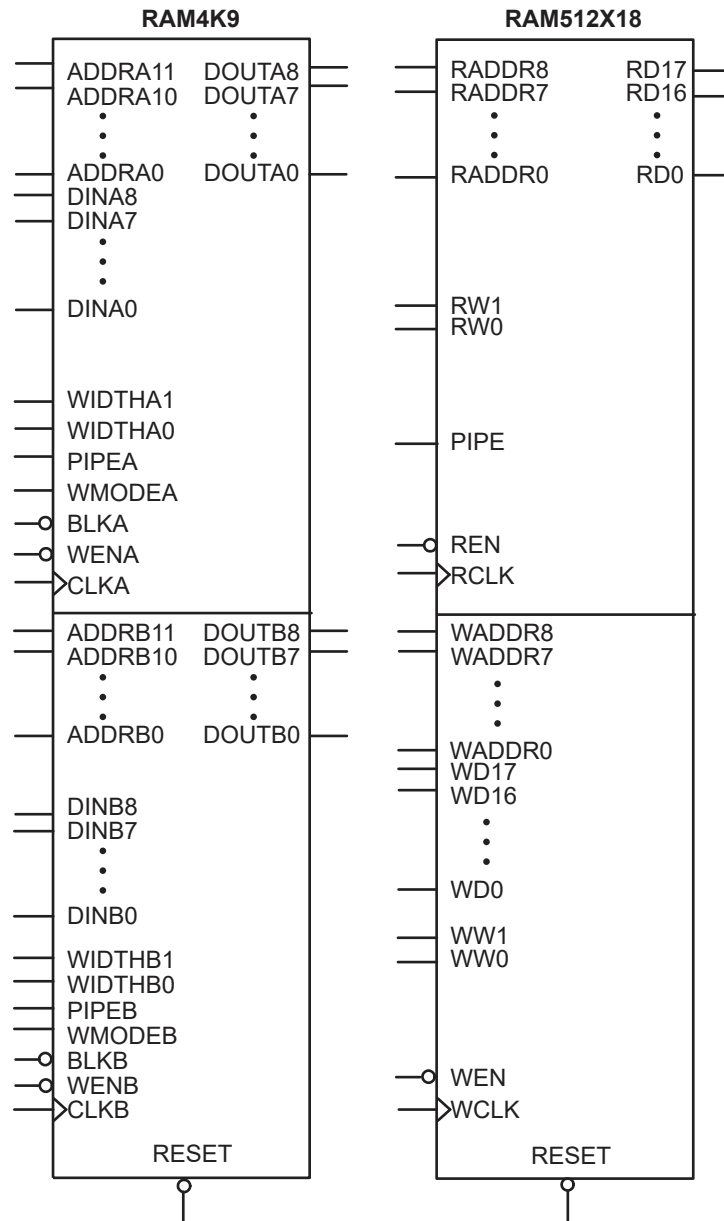 RAM4K9
ADDRA11 DOUTA8
ADDRA10 DOUTA7
ADDRA0 DOUTA0
DINA8
DINA7
DINA0
WIDTHA1
WIDTHA0
PIPEA
WMODEA
BLKA
WENA
CLKA
ADDRB11 DOUTB8
ADDRB10 DOUTB7
ADDRB0 DOUTB0
DINB8
DINB7
DINB0
WIDTHB1
WIDTHB0
PIPEB
WMODEB
BLKB
WENB
CLKB
RESET
RAM512X18
RADDR8 RD17
RADDR7 RD16
RADDR0 RD0
RW1
RW0
PIPE
REN
RCLK
WADDR8
WADDR7
WADDR0
WD17
WD16
WD0
WW1
WW0
WEN
WCLK
RESET